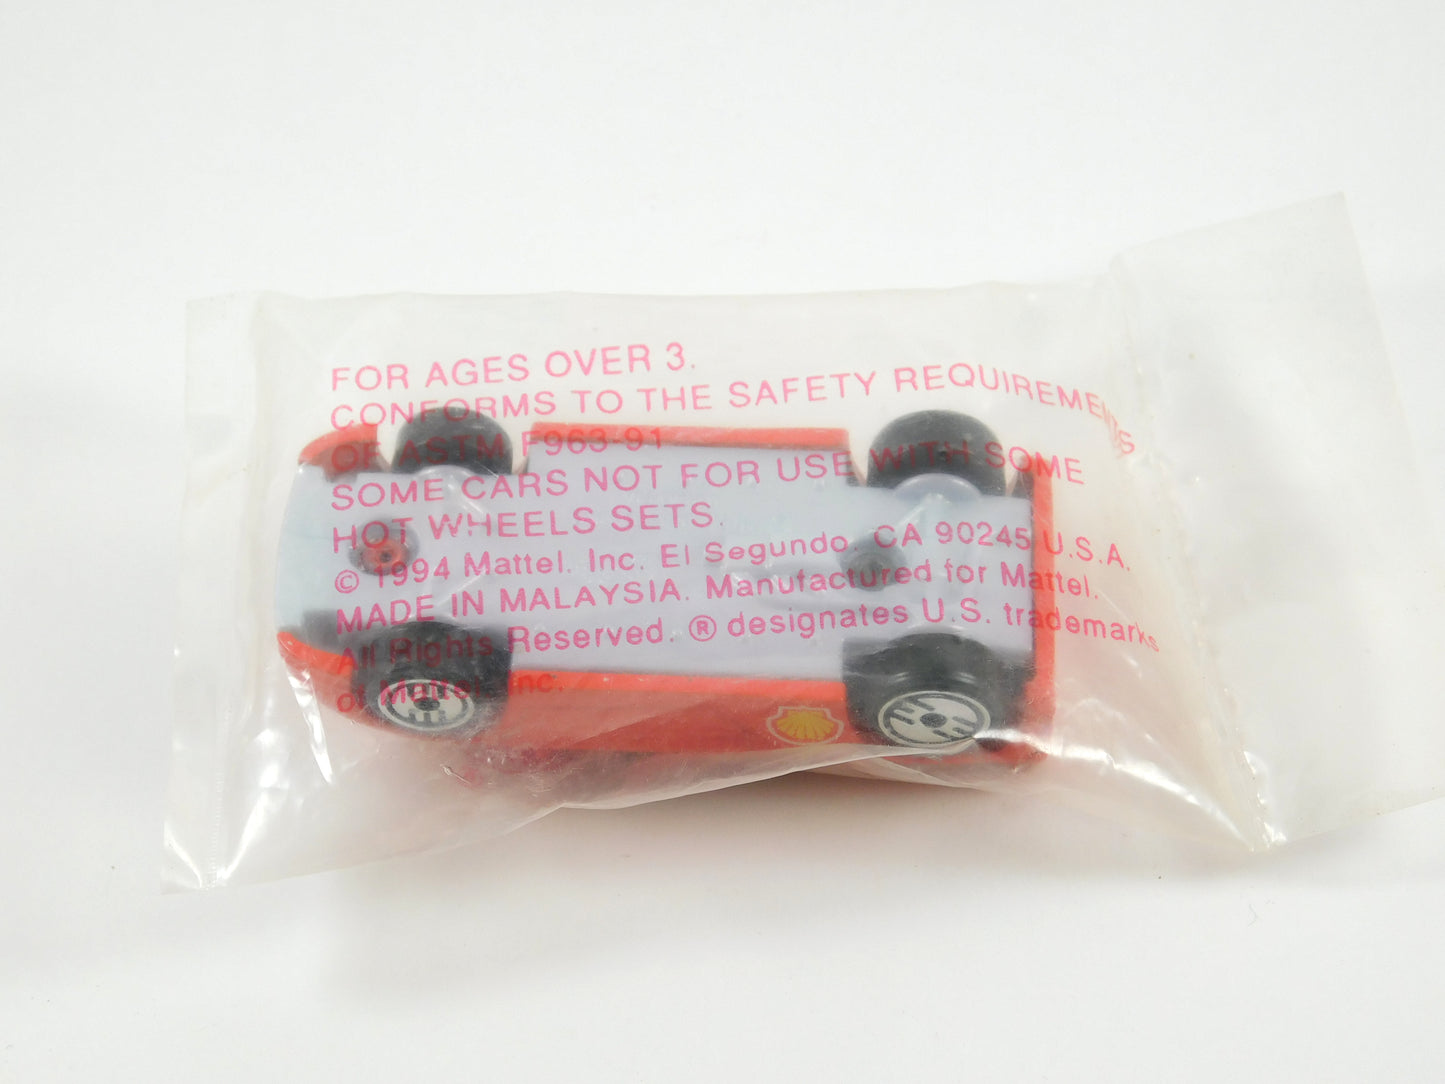 FOR AGES OVER 3.
CONFORMS TO THE SAFETY REQUIREMENTS
OF ASTM F963-91
SOME CARS NOT FOR USE WITH SOME
HOT WHEELS SETS.
© 1994 Mattel. Inc. El Segundo, CA 90245 U.S.A.
MADE IN MALAYSIA. Manufactured for Mattel.
All Rights Reserved. ® designates U.S. trademarks
of Mattel, Inc.